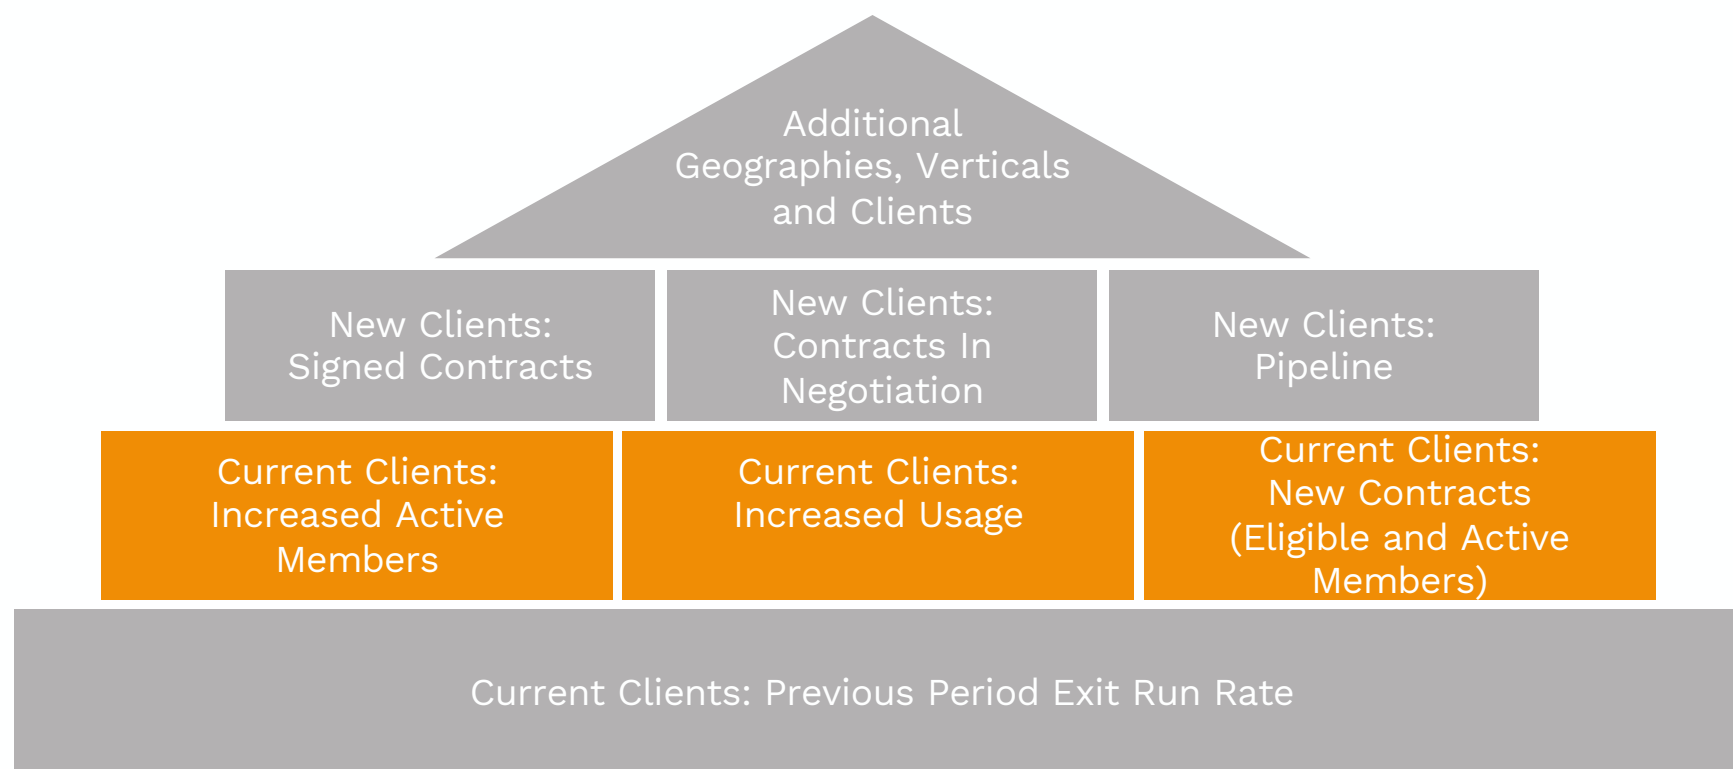 Additional
Geographies, Verticals
and Clients
New Clients:
Signed Contracts
New Clients:
Contracts In
Negotiation
New Clients:
Pipeline
Current Clients:
Increased Active
Members
Current Clients:
Increased Usage
Current Clients:
New Contracts
(Eligible and Active
Members)
Current Clients: Previous Period Exit Run Rate